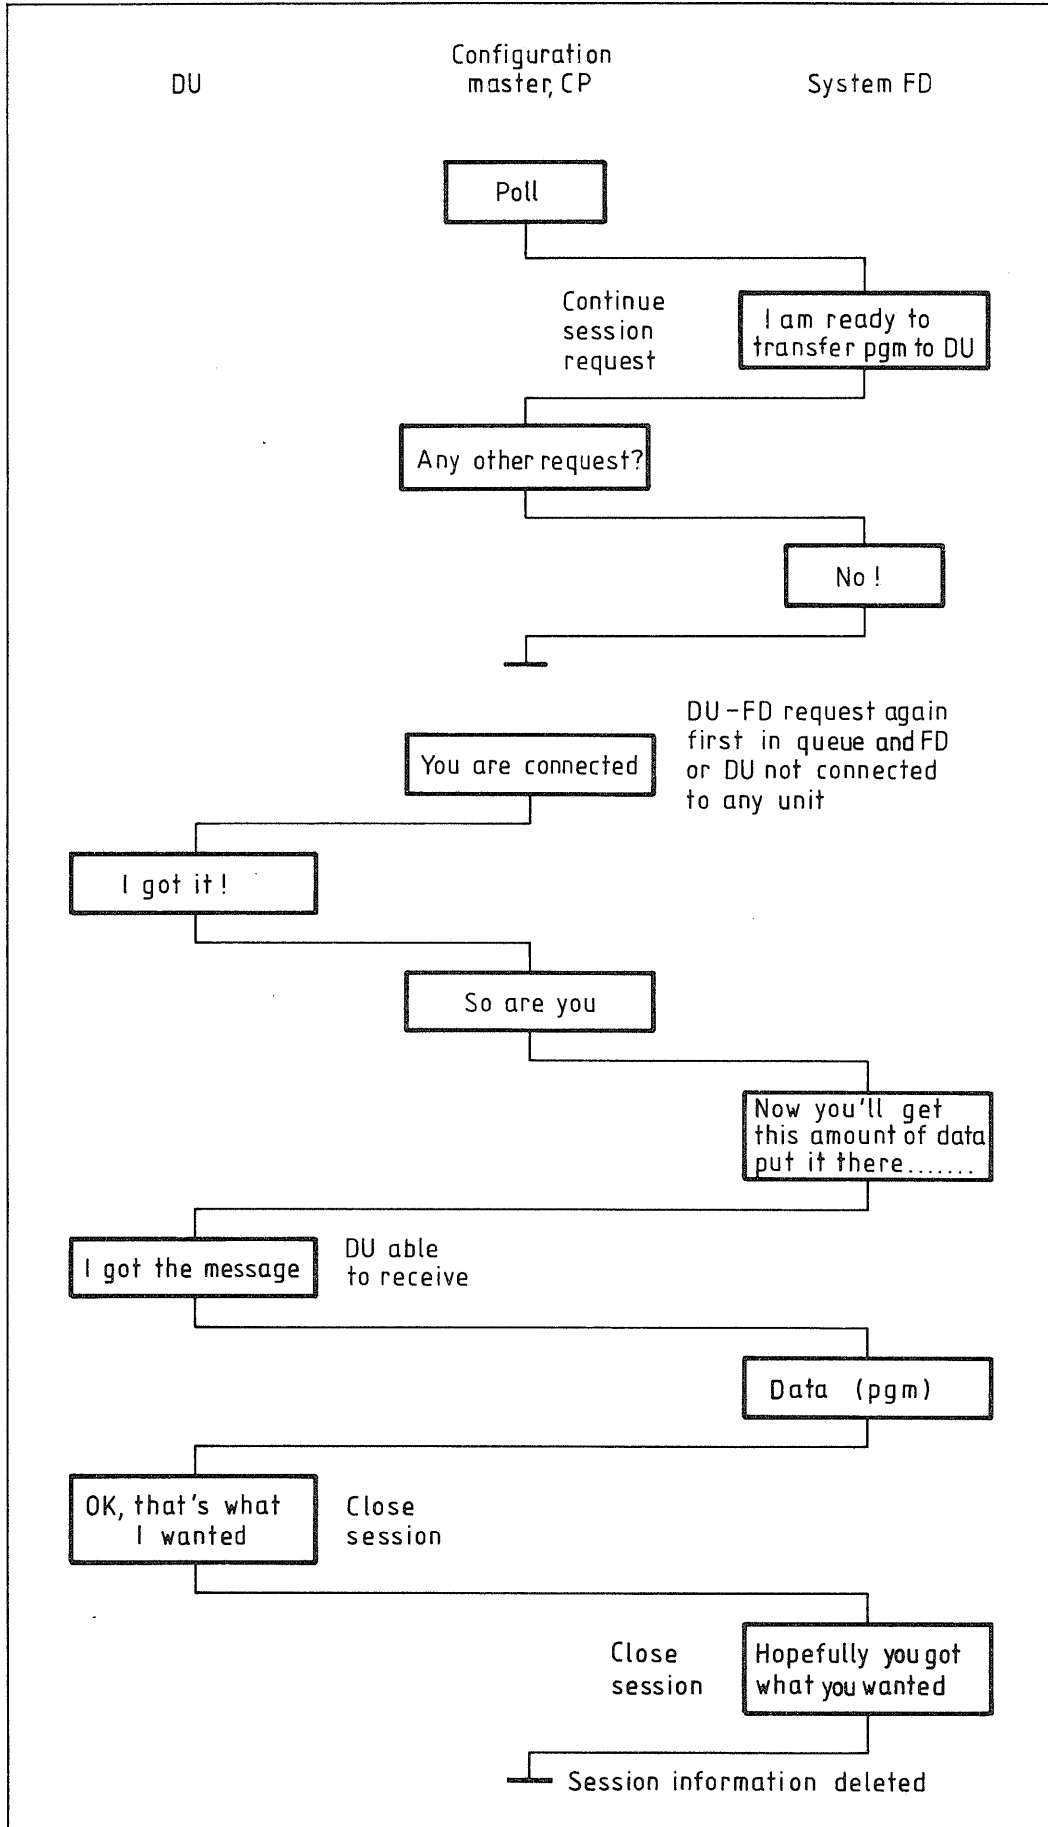 DU
Configuration
master, CP
System FD
Poll
Continue
session
request
I am ready to
transfer pgm to DU
Any other request?
No !
DU-FD request again
first in queue and FD
or DU not connected
to any unit
You are connected
I got it !
So are you
Now you'll get
this amount of data
put it there.......
I got the message
DU able
to receive
Data (pgm)
OK, that's what
I wanted
Close
session
Close
session
Hopefully you got
what you wanted
Session information deleted